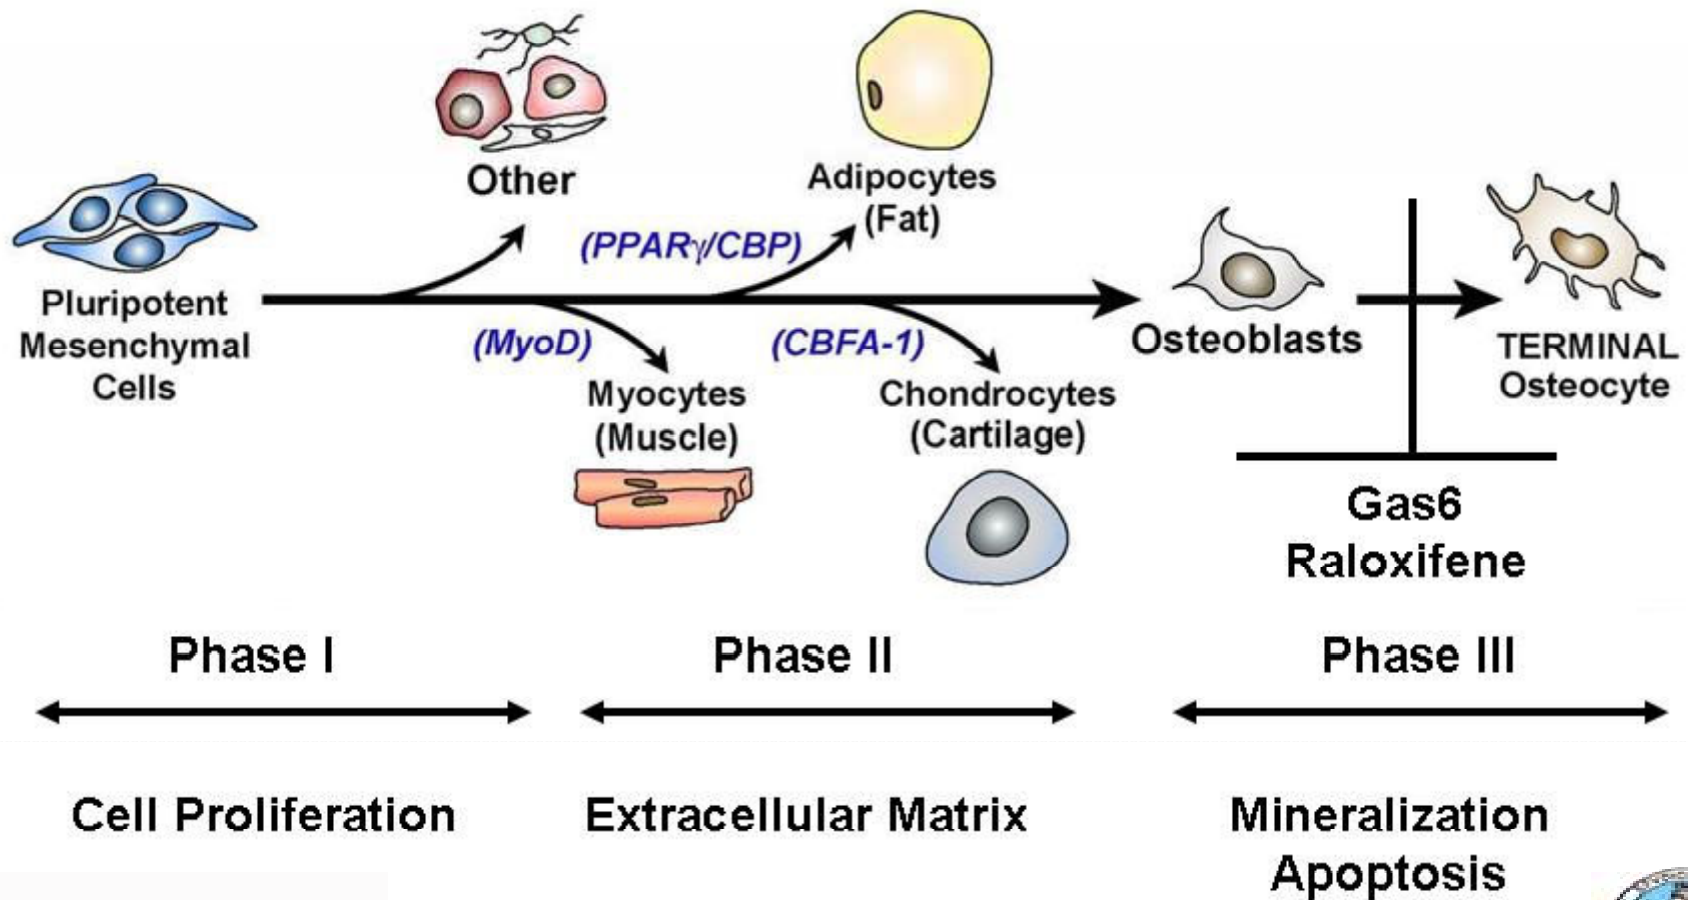 Other
Adipocytes
(Fat)
(PPARγ/CBP)
Pluripotent
Mesenchymal
Cells
(MyoD)
(CBFA-1)
Myocytes
(Muscle)
Chondrocytes
(Cartilage)
Osteoblasts
TERMINAL
Osteocyte
Gas6
Raloxifene
Phase I
Phase II
Phase III
Cell Proliferation
Extracellular Matrix
Mineralization
Apoptosis